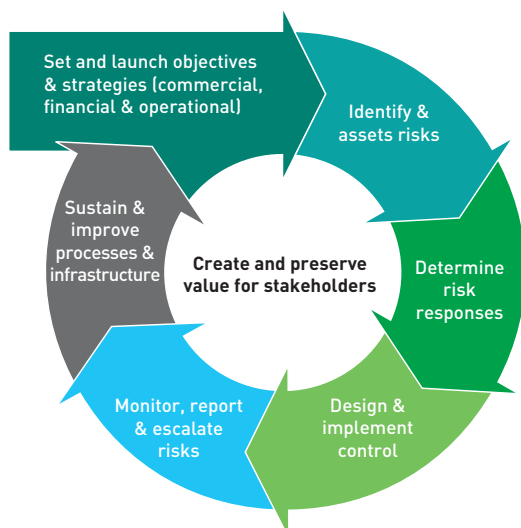 Set and launch objectives
& strategies (commercial,
financial & operational)
Identify &
assets risks
Determine
risk
responses
Design &
implement
control
Monitor, report
& escalate
risks
Sustain &
improve
processes &
infrastructure
Create and preserve
value for stakeholders